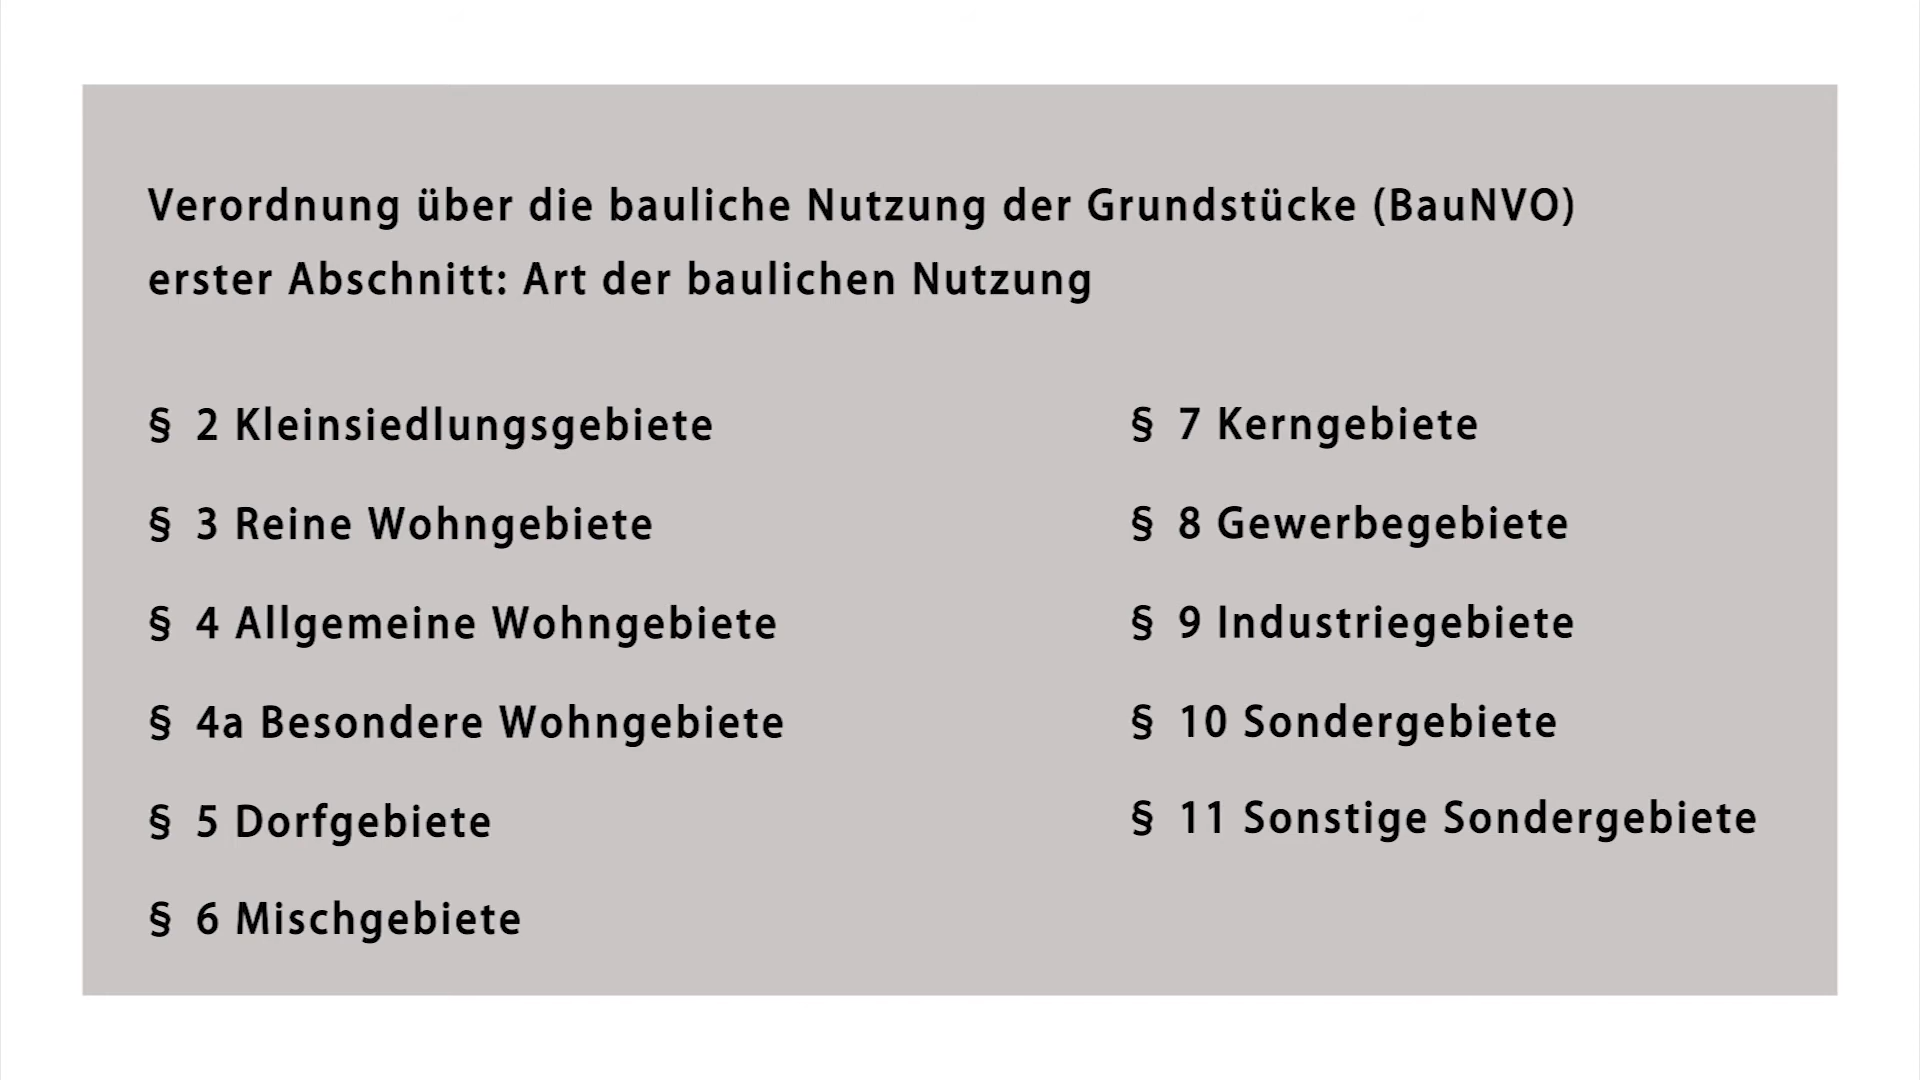 Verordnung über die bauliche Nutzung der Grundstücke (BauNVO)
erster Abschnitt: Art der baulichen Nutzung
§ 2 Kleinsiedlungsgebiete
§ 3 Reine Wohngebiete
§ 4 Allgemeine Wohngebiete
§ 4a Besondere Wohngebiete
§ 5 Dorfgebiete
§ 6 Mischgebiete
§ 7 Kerngebiete
§ 8 Gewerbegebiete
§ 9 Industriegebiete
§ 10 Sondergebiete
§ 11 Sonstige Sondergebiete